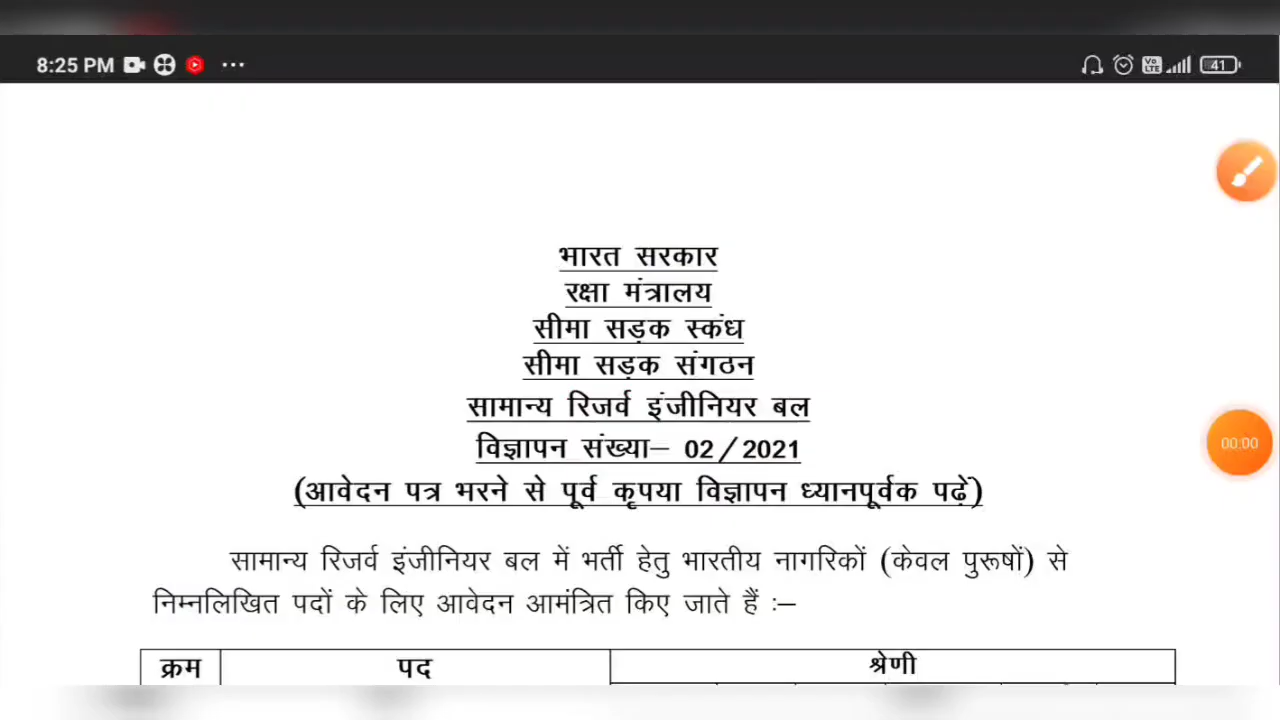 8:25 PM ...
Vo LTE 41
भारत सरकार
रक्षा मंत्रालय
सीमा सड़क स्कंध
सीमा सड़क संगठन
सामान्य रिजर्व इंजीनियर बल
विज्ञापन संख्या– 02/2021
(आवेदन पत्र भरने से पूर्व कृपया विज्ञापन ध्यानपूर्वक पढ़ें)
00:00
सामान्य रिजर्व इंजीनियर बल में भर्ती हेतु भारतीय नागरिकों (केवल पुरूषों) से
निम्नलिखित पदों के लिए आवेदन आमंत्रित किए जाते हैं :–
क्रम पद श्रेणी